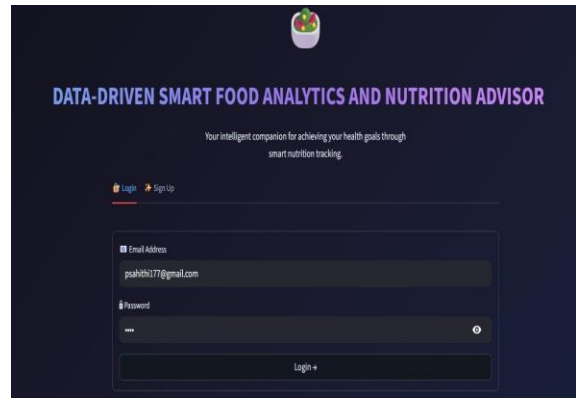 DATA-DRIVEN SMART FOOD ANALYTICS AND NUTRITION ADVISOR
Your intelligent companion for achieving your health goals through
smart nutrition tracking.
Login Sign Up
Email Address
psahithi177@gmail.com
Password
••••
Login →